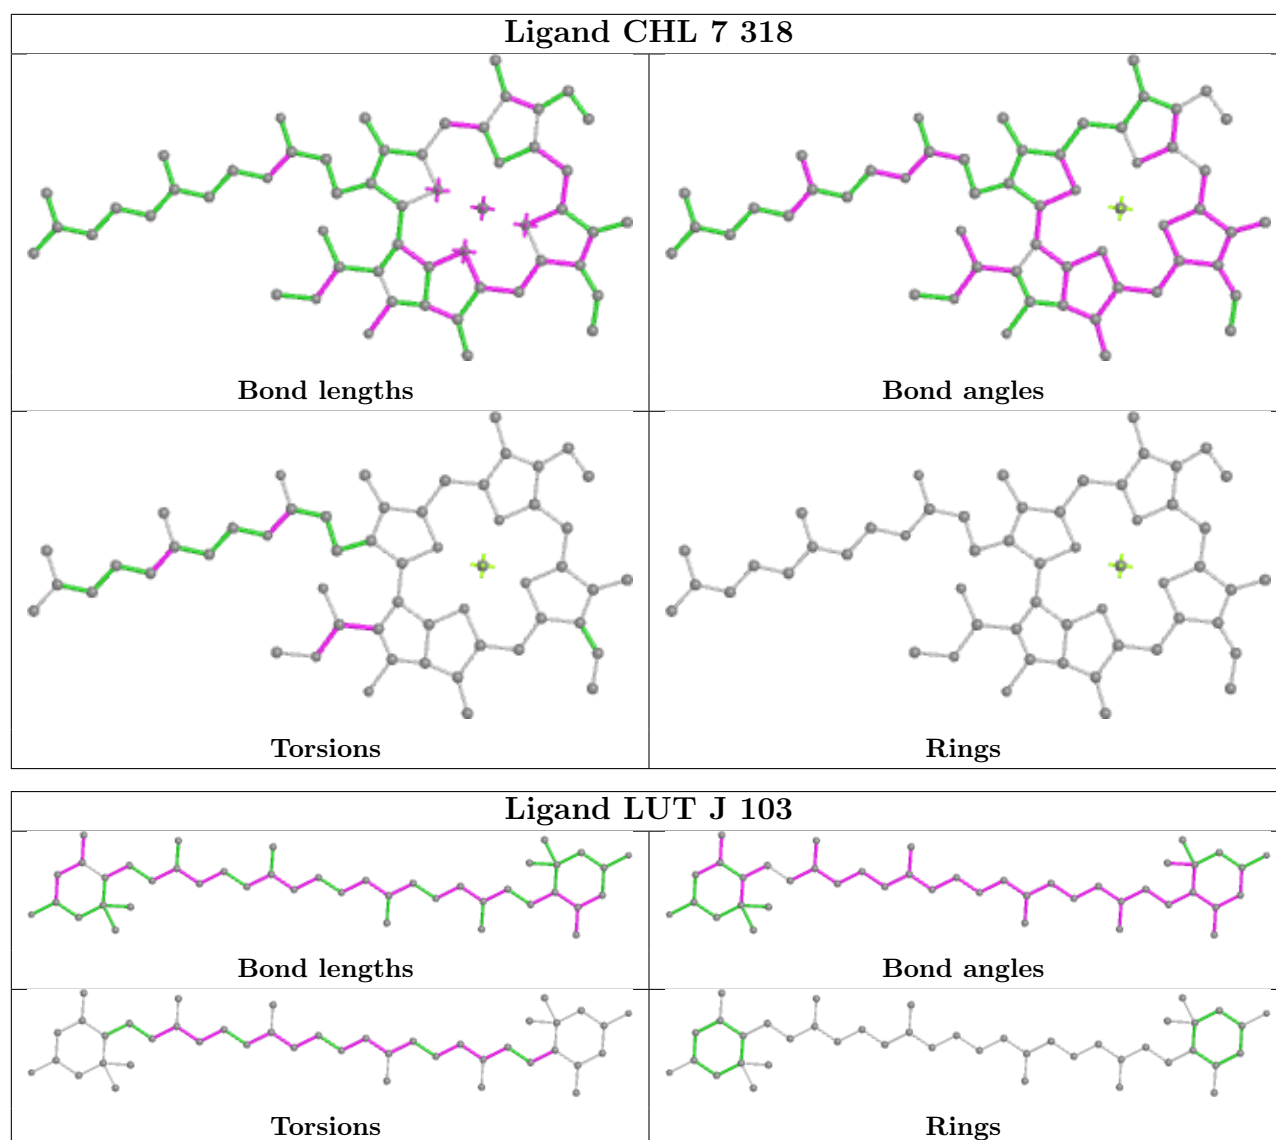 Ligand CHL 7 318
Bond lengths
Bond angles
Torsions
Rings
Ligand LUT J 103
Bond lengths
Bond angles
Torsions
Rings